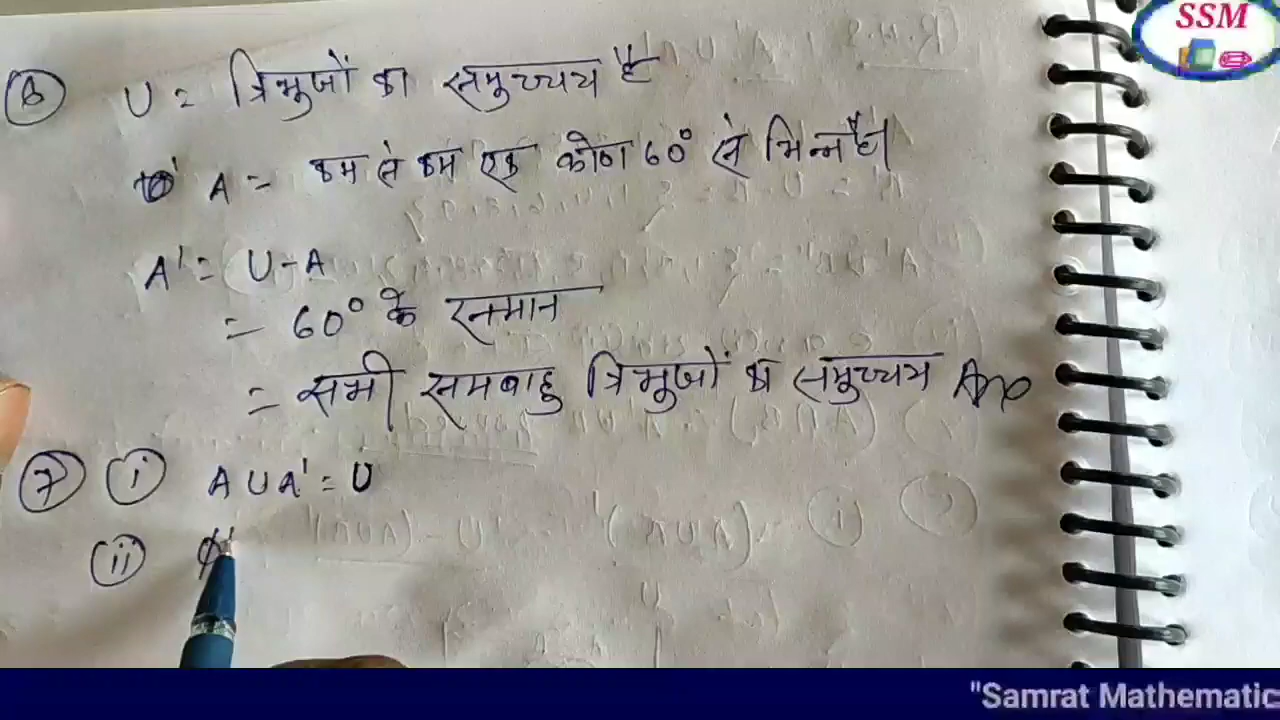 SSM
⑥ U = त्रिभुजों का समुच्चय है
A = कम से कम एक कोण 60° से भिन्न है।
A' = U - A
= 60° के समान
= सभी समबाहु त्रिभुजों का समुच्चय Ans
⑦ (i) A ∪ A' = U
(ii) φ'
"Samrat Mathematic